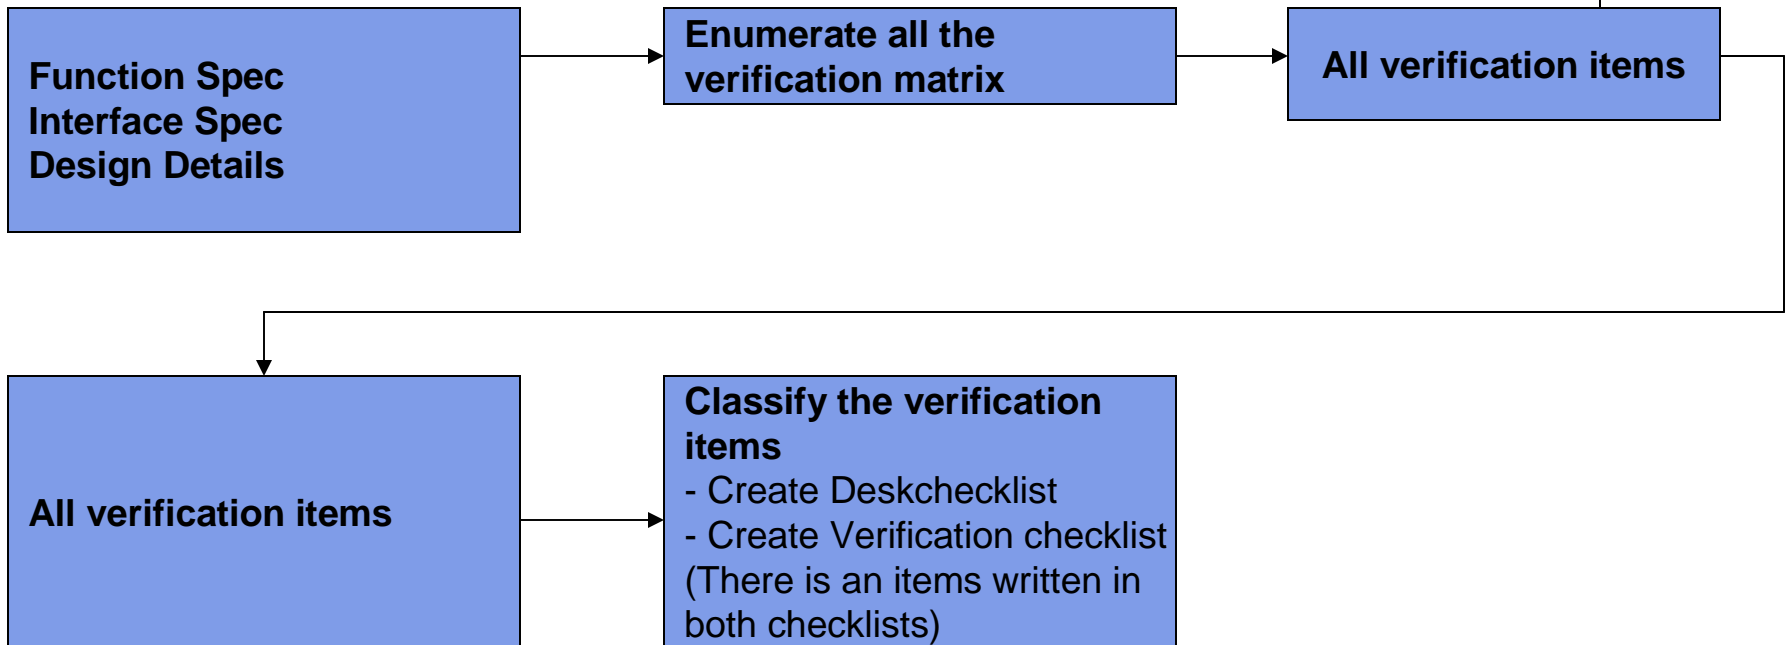 Function Spec
Interface Spec
Design Details
Enumerate all the
verification matrix
All verification items
All verification items
Classify the verification
items
- Create Deskchecklist
- Create Verification checklist
(There is an items written in
both checklists)